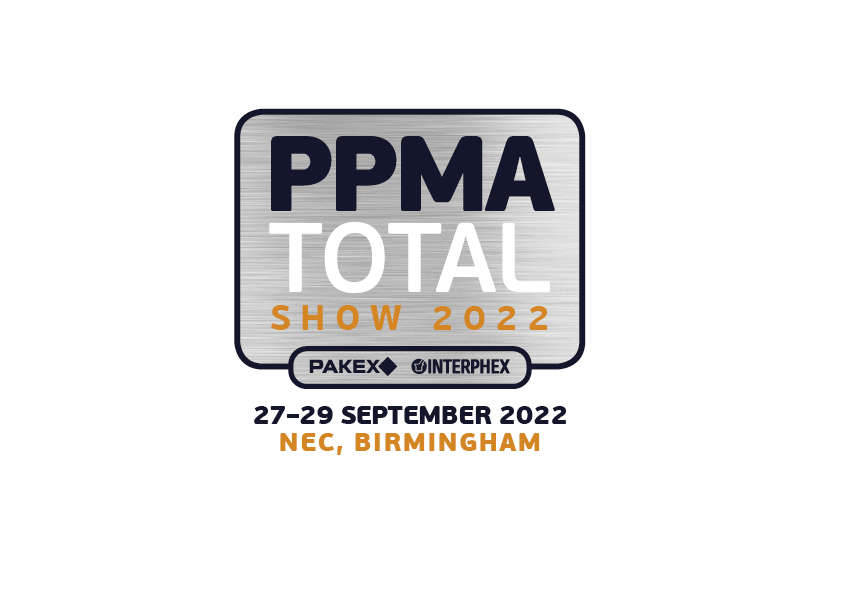 PPMA
TOTAL
SHOW 2022
PAKEX INTERPHEX
27–29 SEPTEMBER 2022
NEC, BIRMINGHAM